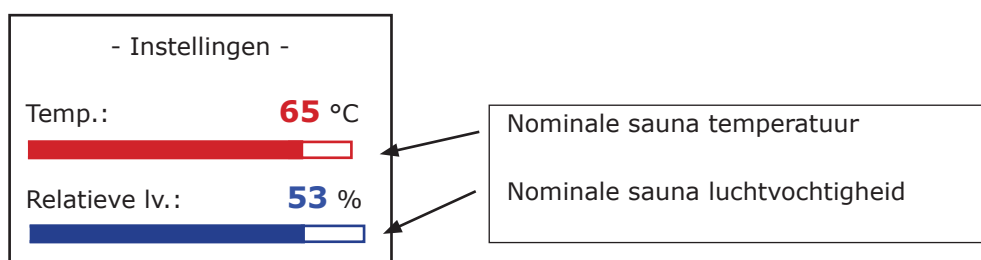 - Instellingen -
Temp.: 65 °C
Relatieve lv.: 53 %
Nominale sauna temperatuur
Nominale sauna luchtvochtigheid